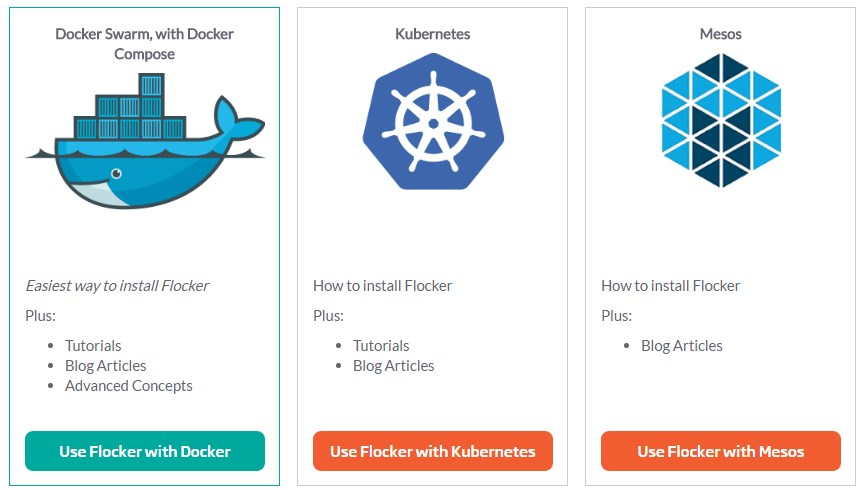 Docker Swarm, with Docker
Compose
Easiest way to install Flocker
Plus:
Tutorials
Blog Articles
Advanced Concepts
Use Flocker with Docker
Kubernetes
How to install Flocker
Plus:
Tutorials
Blog Articles
Use Flocker with Kubernetes
Mesos
How to install Flocker
Plus:
Blog Articles
Use Flocker with Mesos